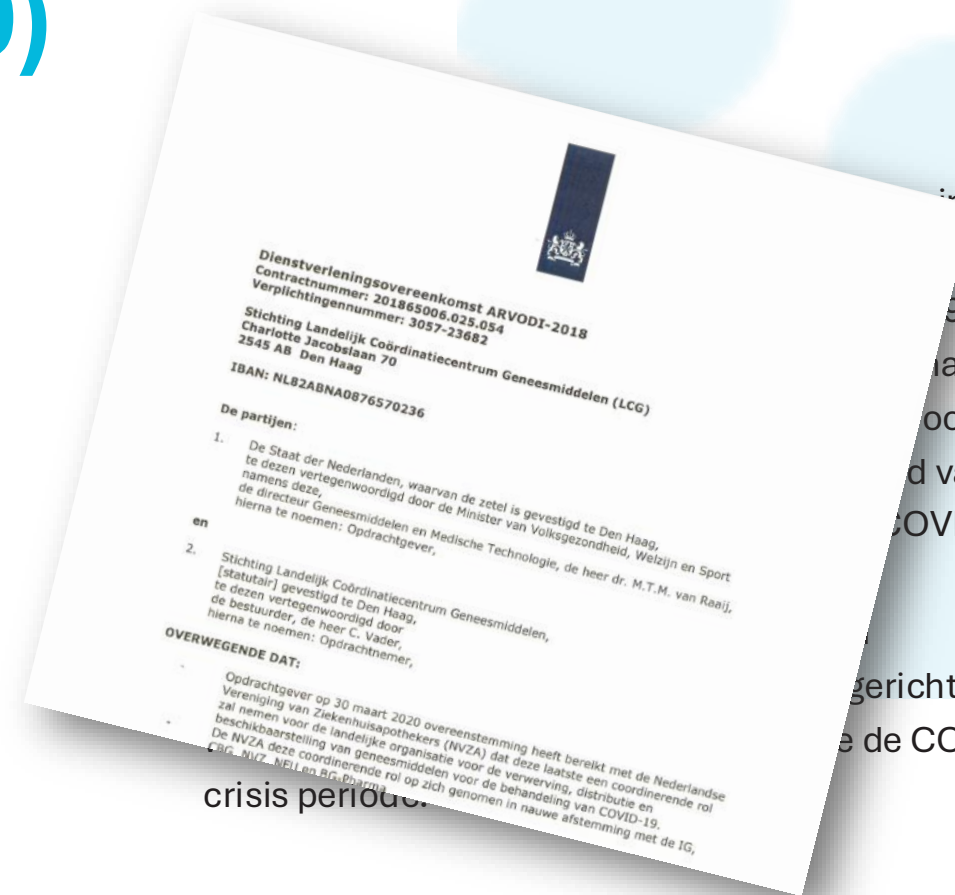 Dienstverleningsovereenkomst ARVODI-2018
Contractnummer: 201865006.025.054
Verplichtingennummer: 3057-23682
Stichting Landelijk Coördinatiecentrum Geneesmiddelen (LCG)
Charlotte Jacobslaan 70
2545 AB Den Haag
IBAN: NL82ABNA0876570236
De partijen:
1. De Staat der Nederlanden, waarvan de zetel is gevestigd te Den Haag,
te dezen vertegenwoordigd door de Minister van Volksgezondheid, Welzijn en Sport
namens deze,
de directeur Geneesmiddelen en Medische Technologie, de heer dr. M.T.M. van Raaij,
hierna te noemen: Opdrachtgever,
en
2. Stichting Landelijk Coördinatiecentrum Geneesmiddelen,
[statutair] gevestigd te Den Haag,
te dezen vertegenwoordigd door
de bestuurder, de heer C. Vader,
hierna te noemen: Opdrachtnemer,
OVERWEGENDE DAT:
- Opdrachtgever op 30 maart 2020 overeenstemming heeft bereikt met de Nederlandse
Vereniging van Ziekenhuisapothekers (NVZA) dat deze laatste een coordinerende rol
zal nemen voor de landelijke organisatie voor de verwerving, distributie en
beschikbaarstelling van geneesmiddelen voor de behandeling van COVID-19.
- De NVZA deze coordinerende rol op zich genomen in nauwe afstemming met de IG,
CBG, NVZ, NFU en BG-Pharma
d va
gericht
e de CO
crisis periode.